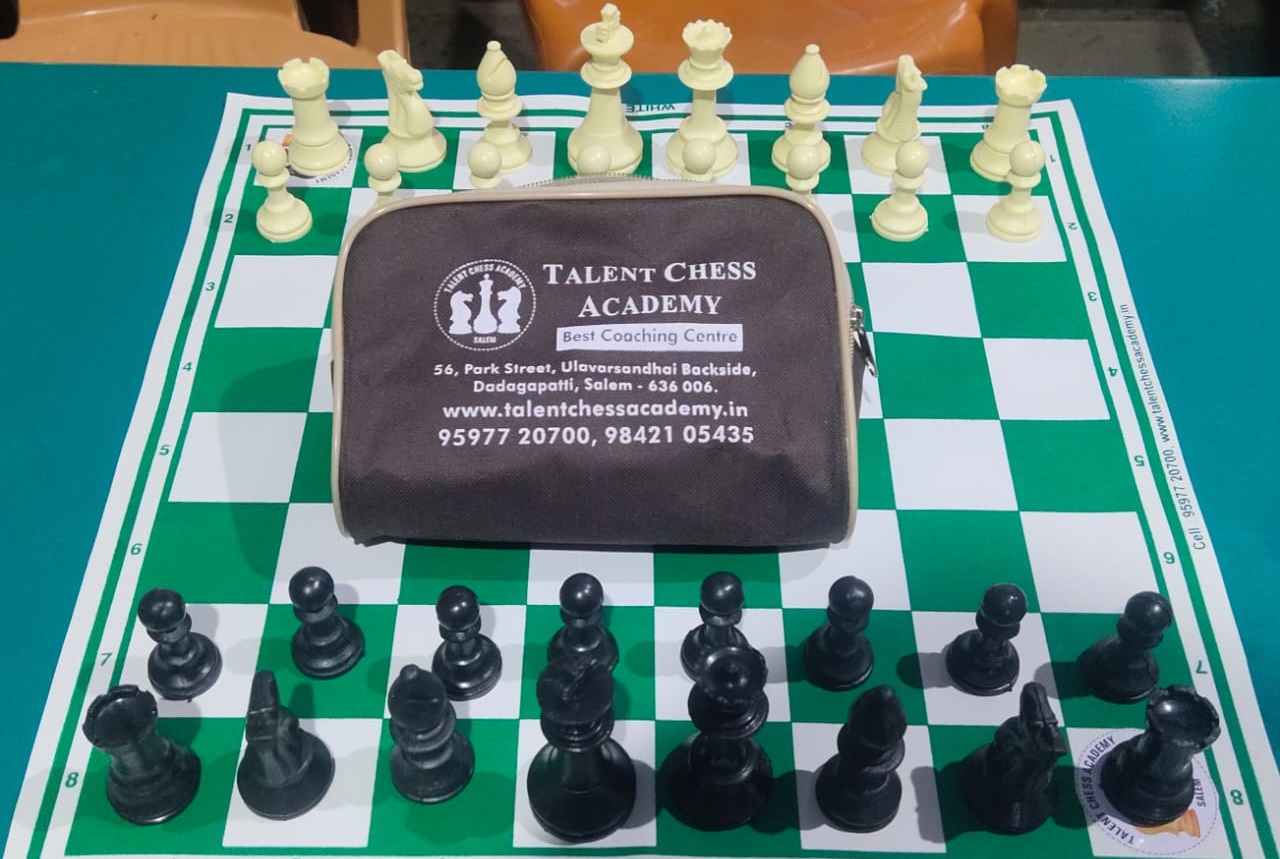 WHITE
1
1
2
2
3
3
4
4
5
5
6
6
7
7
8
8
TALENT CHESS ACADEMY
SALEM
TALENT CHESS
ACADEMY
Best Coaching Centre
56, Park Street, Ulavarsandhai Backside,
Dadagapatti, Salem - 636 006.
www.talentchessacademy.in
95977 20700, 98421 05435
Cell : 95977 20700. www.talentchessacademy.in
TALENT CHESS ACADEMY
SALEM